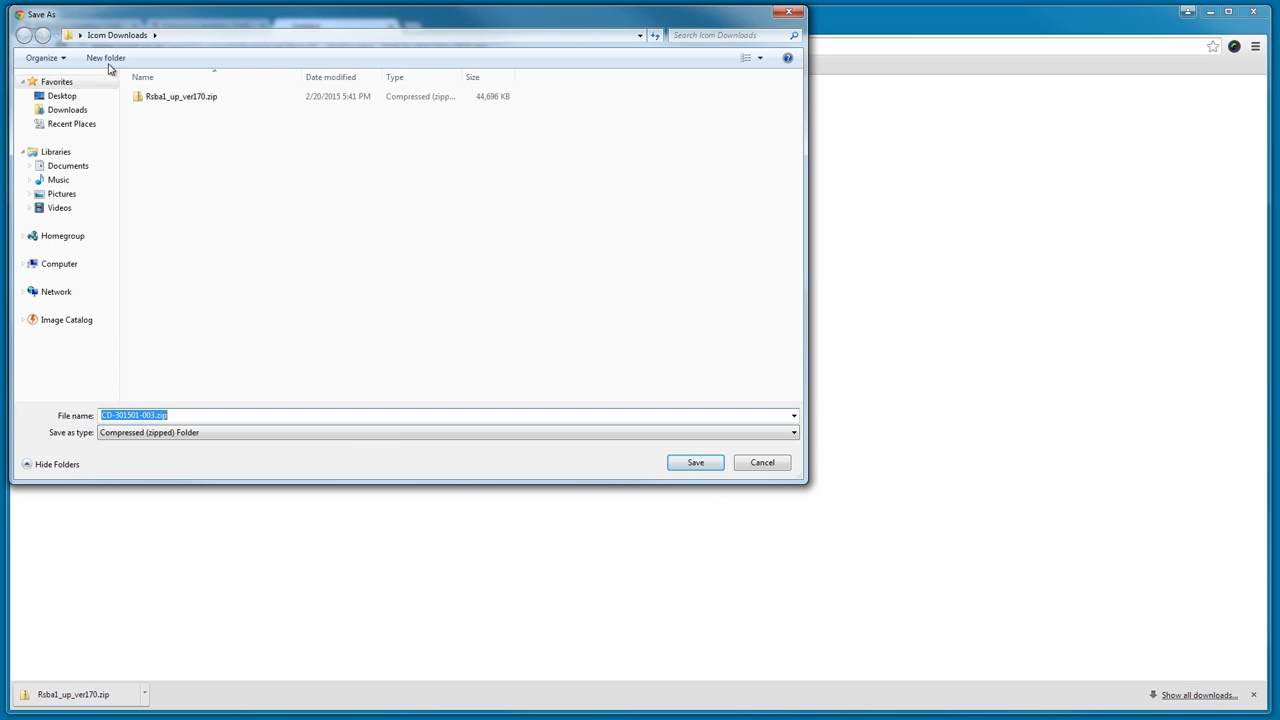 Save As
Icom Downloads
Search Icom Downloads
Organize
New folder
Name
Date modified
Type
Size
Favorites
Rsba1_up_ver170.zip
2/20/2015 5:41 PM
Compressed (zipp...
44,696 KB
Desktop
Downloads
Recent Places
Libraries
Documents
Music
Pictures
Videos
Homegroup
Computer
Network
Image Catalog
File name:
CD-301501-003.zip
Save as type:
Compressed (zipped) Folder
Hide Folders
Save
Cancel
Rsba1_up_ver170.zip
Show all downloads...